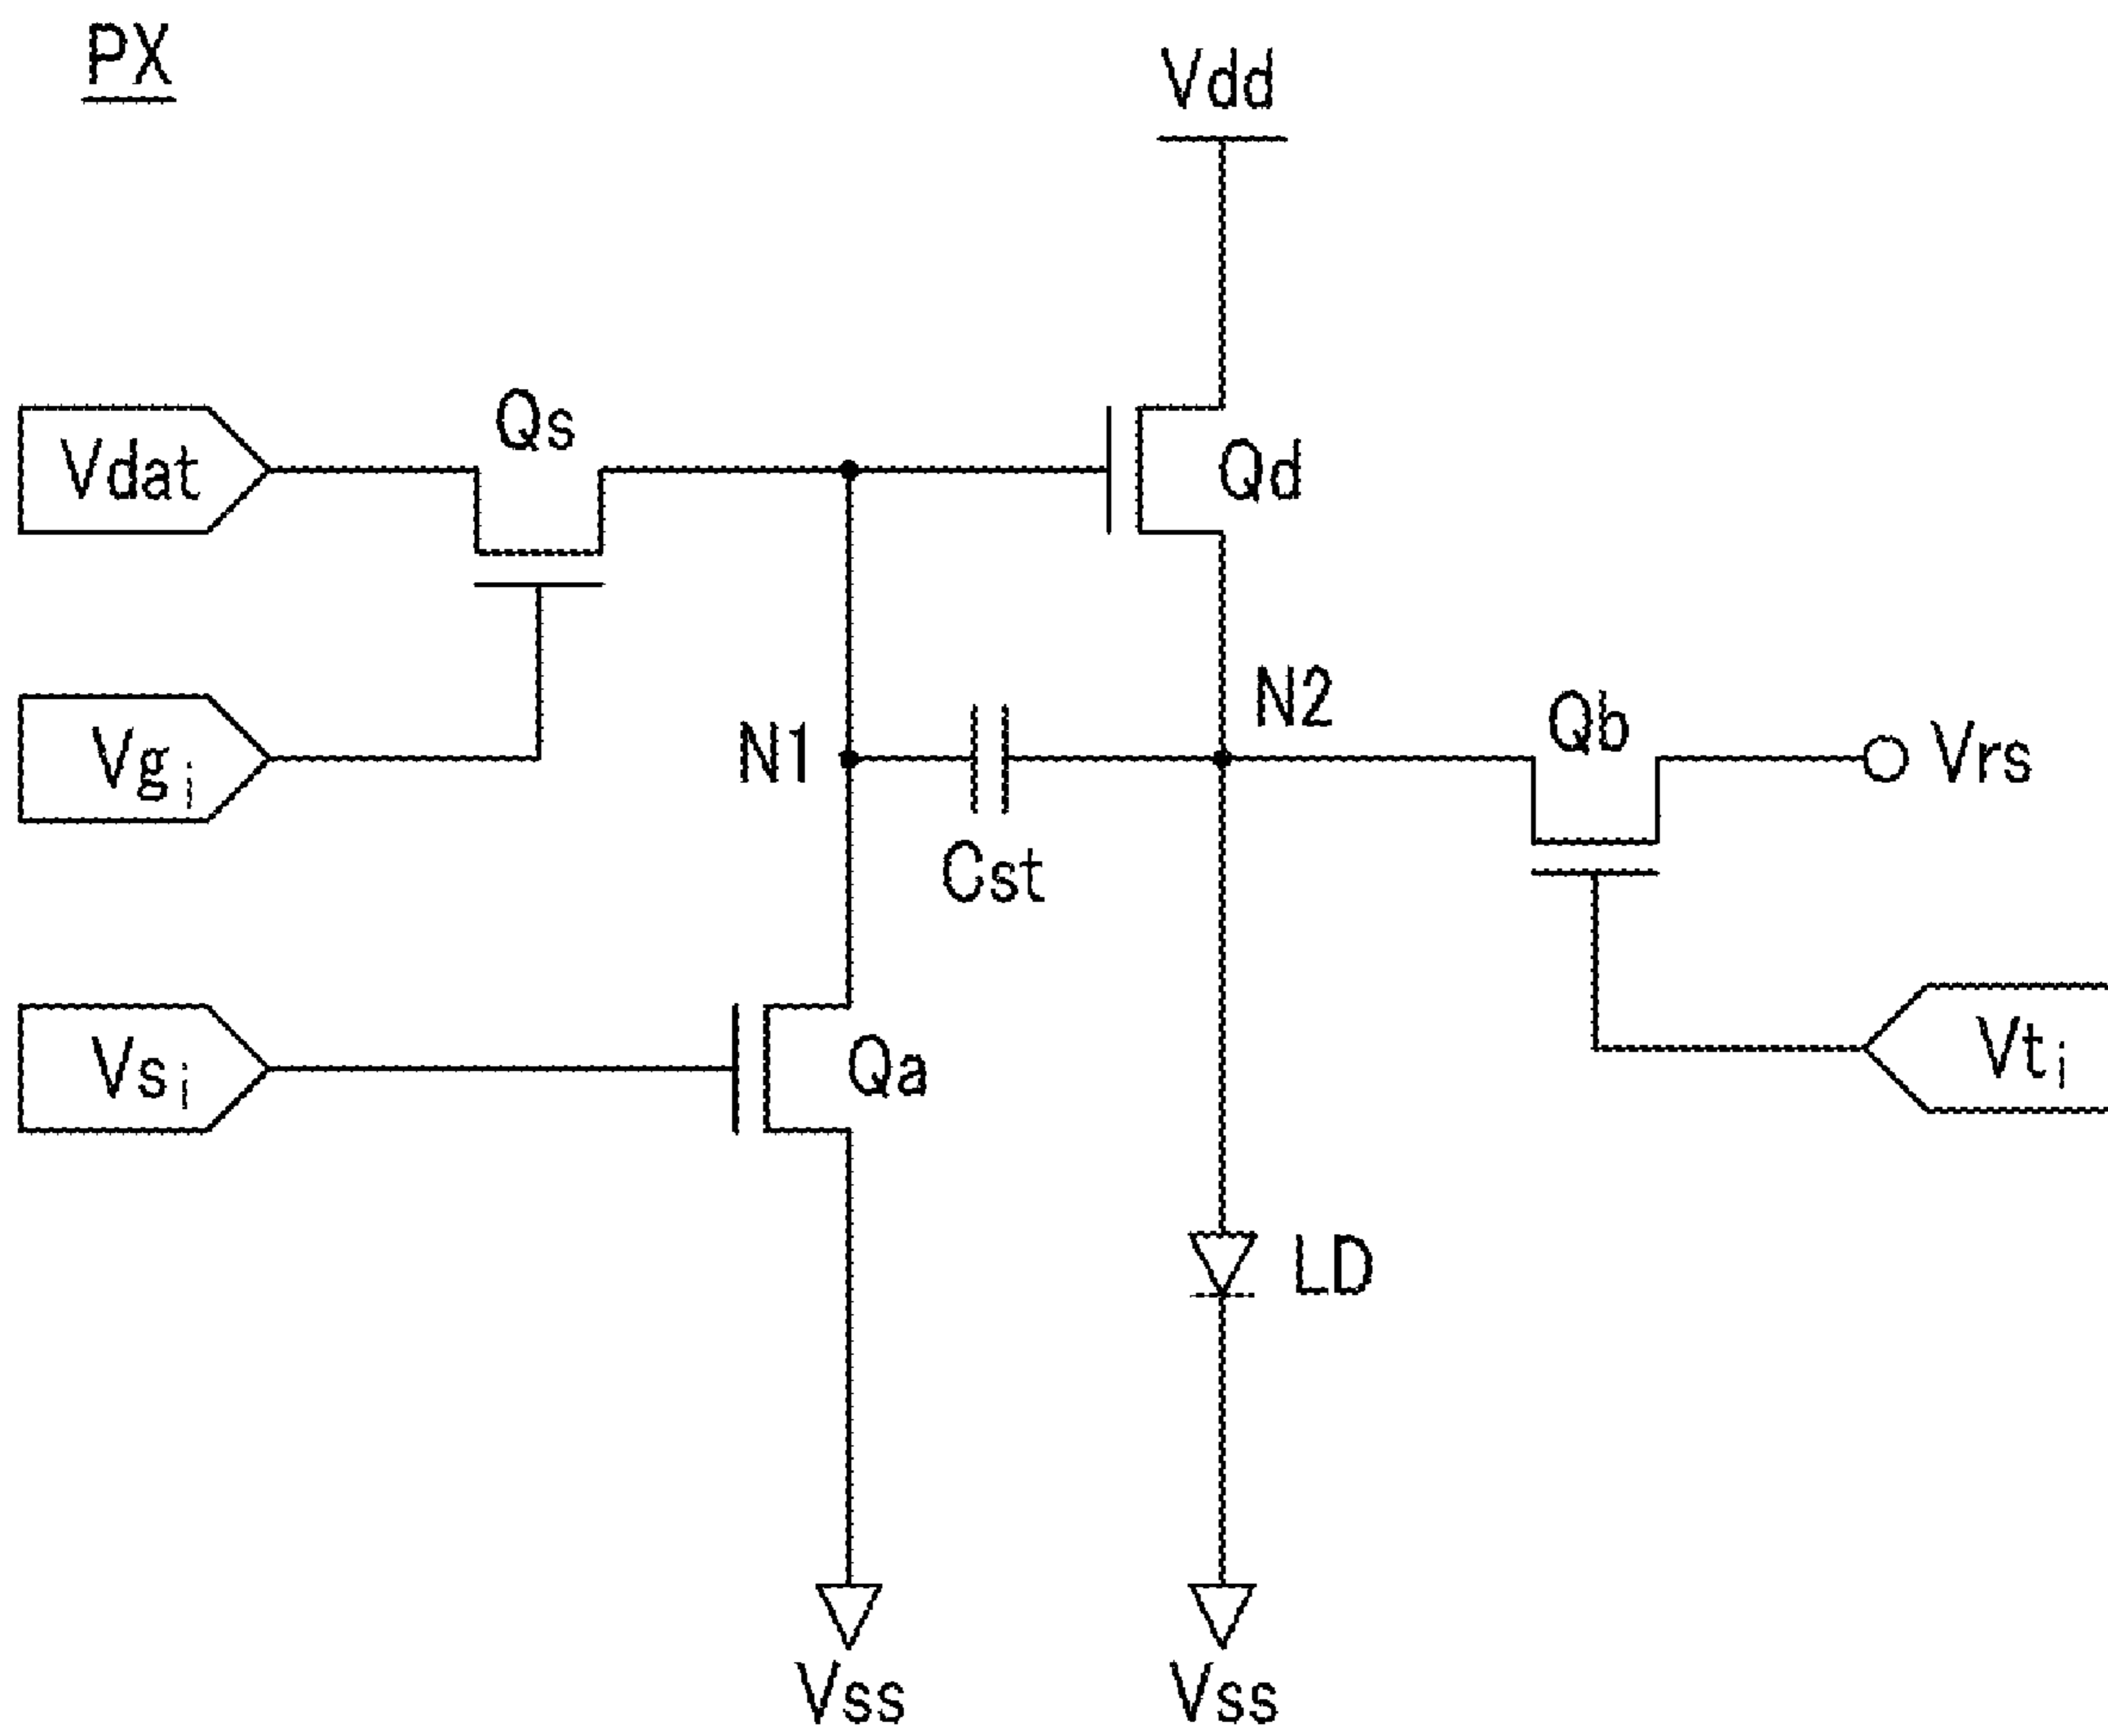 PX
Vdd
Qs
Vdat
Qd
N2
Qb
Vgi
N1
Vrs
Cst
Vsi
Qa
Vti
LD
Vss
Vss